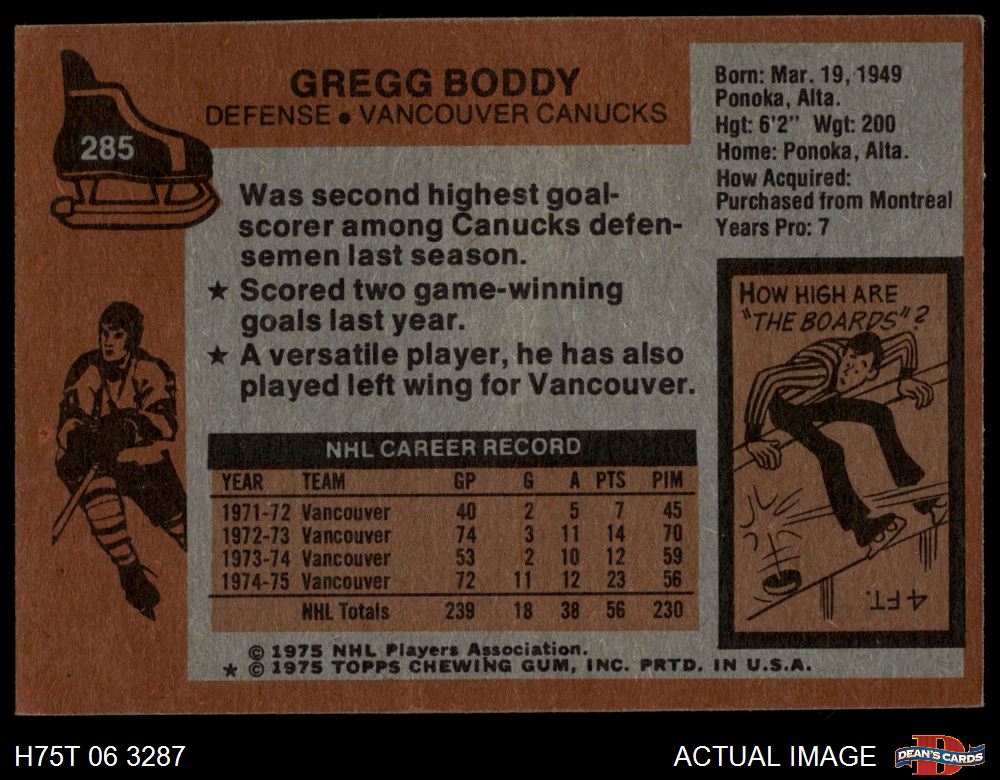 GREGG BODDY
DEFENSE • VANCOUVER CANUCKS
285
Was second highest goal-
scorer among Canucks defen-
semen last season.
★ Scored two game-winning
goals last year.
★ A versatile player, he has also
played left wing for Vancouver.
NHL CAREER RECORD
YEAR TEAM GP G A PTS PIM
1971-72 Vancouver 40 2 5 7 45
1972-73 Vancouver 74 3 11 14 70
1973-74 Vancouver 53 2 10 12 59
1974-75 Vancouver 72 11 12 23 56
NHL Totals 239 18 38 56 230
© 1975 NHL Players Association.
★ © 1975 TOPPS CHEWING GUM, INC. PRTD. IN U.S.A.
Born: Mar. 19, 1949
Ponoka, Alta.
Hgt: 6'2" Wgt: 200
Home: Ponoka, Alta.
How Acquired:
Purchased from Montreal
Years Pro: 7
HOW HIGH ARE
"THE BOARDS"?
4 FT.
H75T 06 3287
ACTUAL IMAGE
D
DEAN'S CARDS